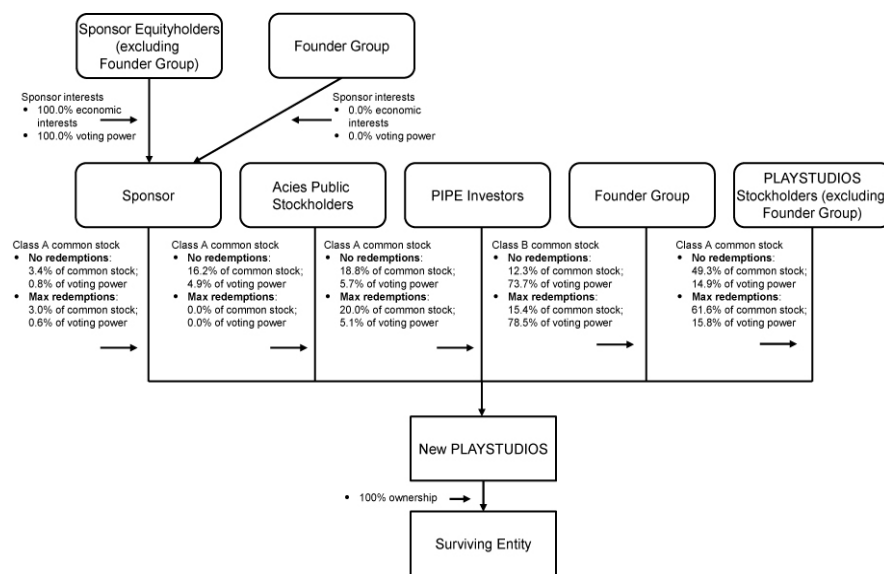 Sponsor Equityholders
(excluding
Founder Group)
Founder Group
Sponsor interests
• 100.0% economic
interests
• 100.0% voting power
Sponsor interests
• 0.0% economic
interests
• 0.0% voting power
Sponsor
Acies Public
Stockholders
PIPE Investors
Founder Group
PLAYSTUDIOS
Stockholders (excluding
Founder Group)
Class A common stock
• No redemptions:
3.4% of common stock;
0.8% of voting power
• Max redemptions:
3.0% of common stock;
0.6% of voting power
Class A common stock
• No redemptions:
16.2% of common stock;
4.9% of voting power
• Max redemptions:
0.0% of common stock;
0.0% of voting power
Class A common stock
• No redemptions:
18.8% of common stock;
5.7% of voting power
• Max redemptions:
20.0% of common stock;
5.1% of voting power
Class B common stock
• No redemptions:
12.3% of common stock;
73.7% of voting power
• Max redemptions:
15.4% of common stock;
78.5% of voting power
Class A common stock
• No redemptions:
49.3% of common stock;
14.9% of voting power
• Max redemptions:
61.6% of common stock;
15.8% of voting power
New PLAYSTUDIOS
• 100% ownership
Surviving Entity